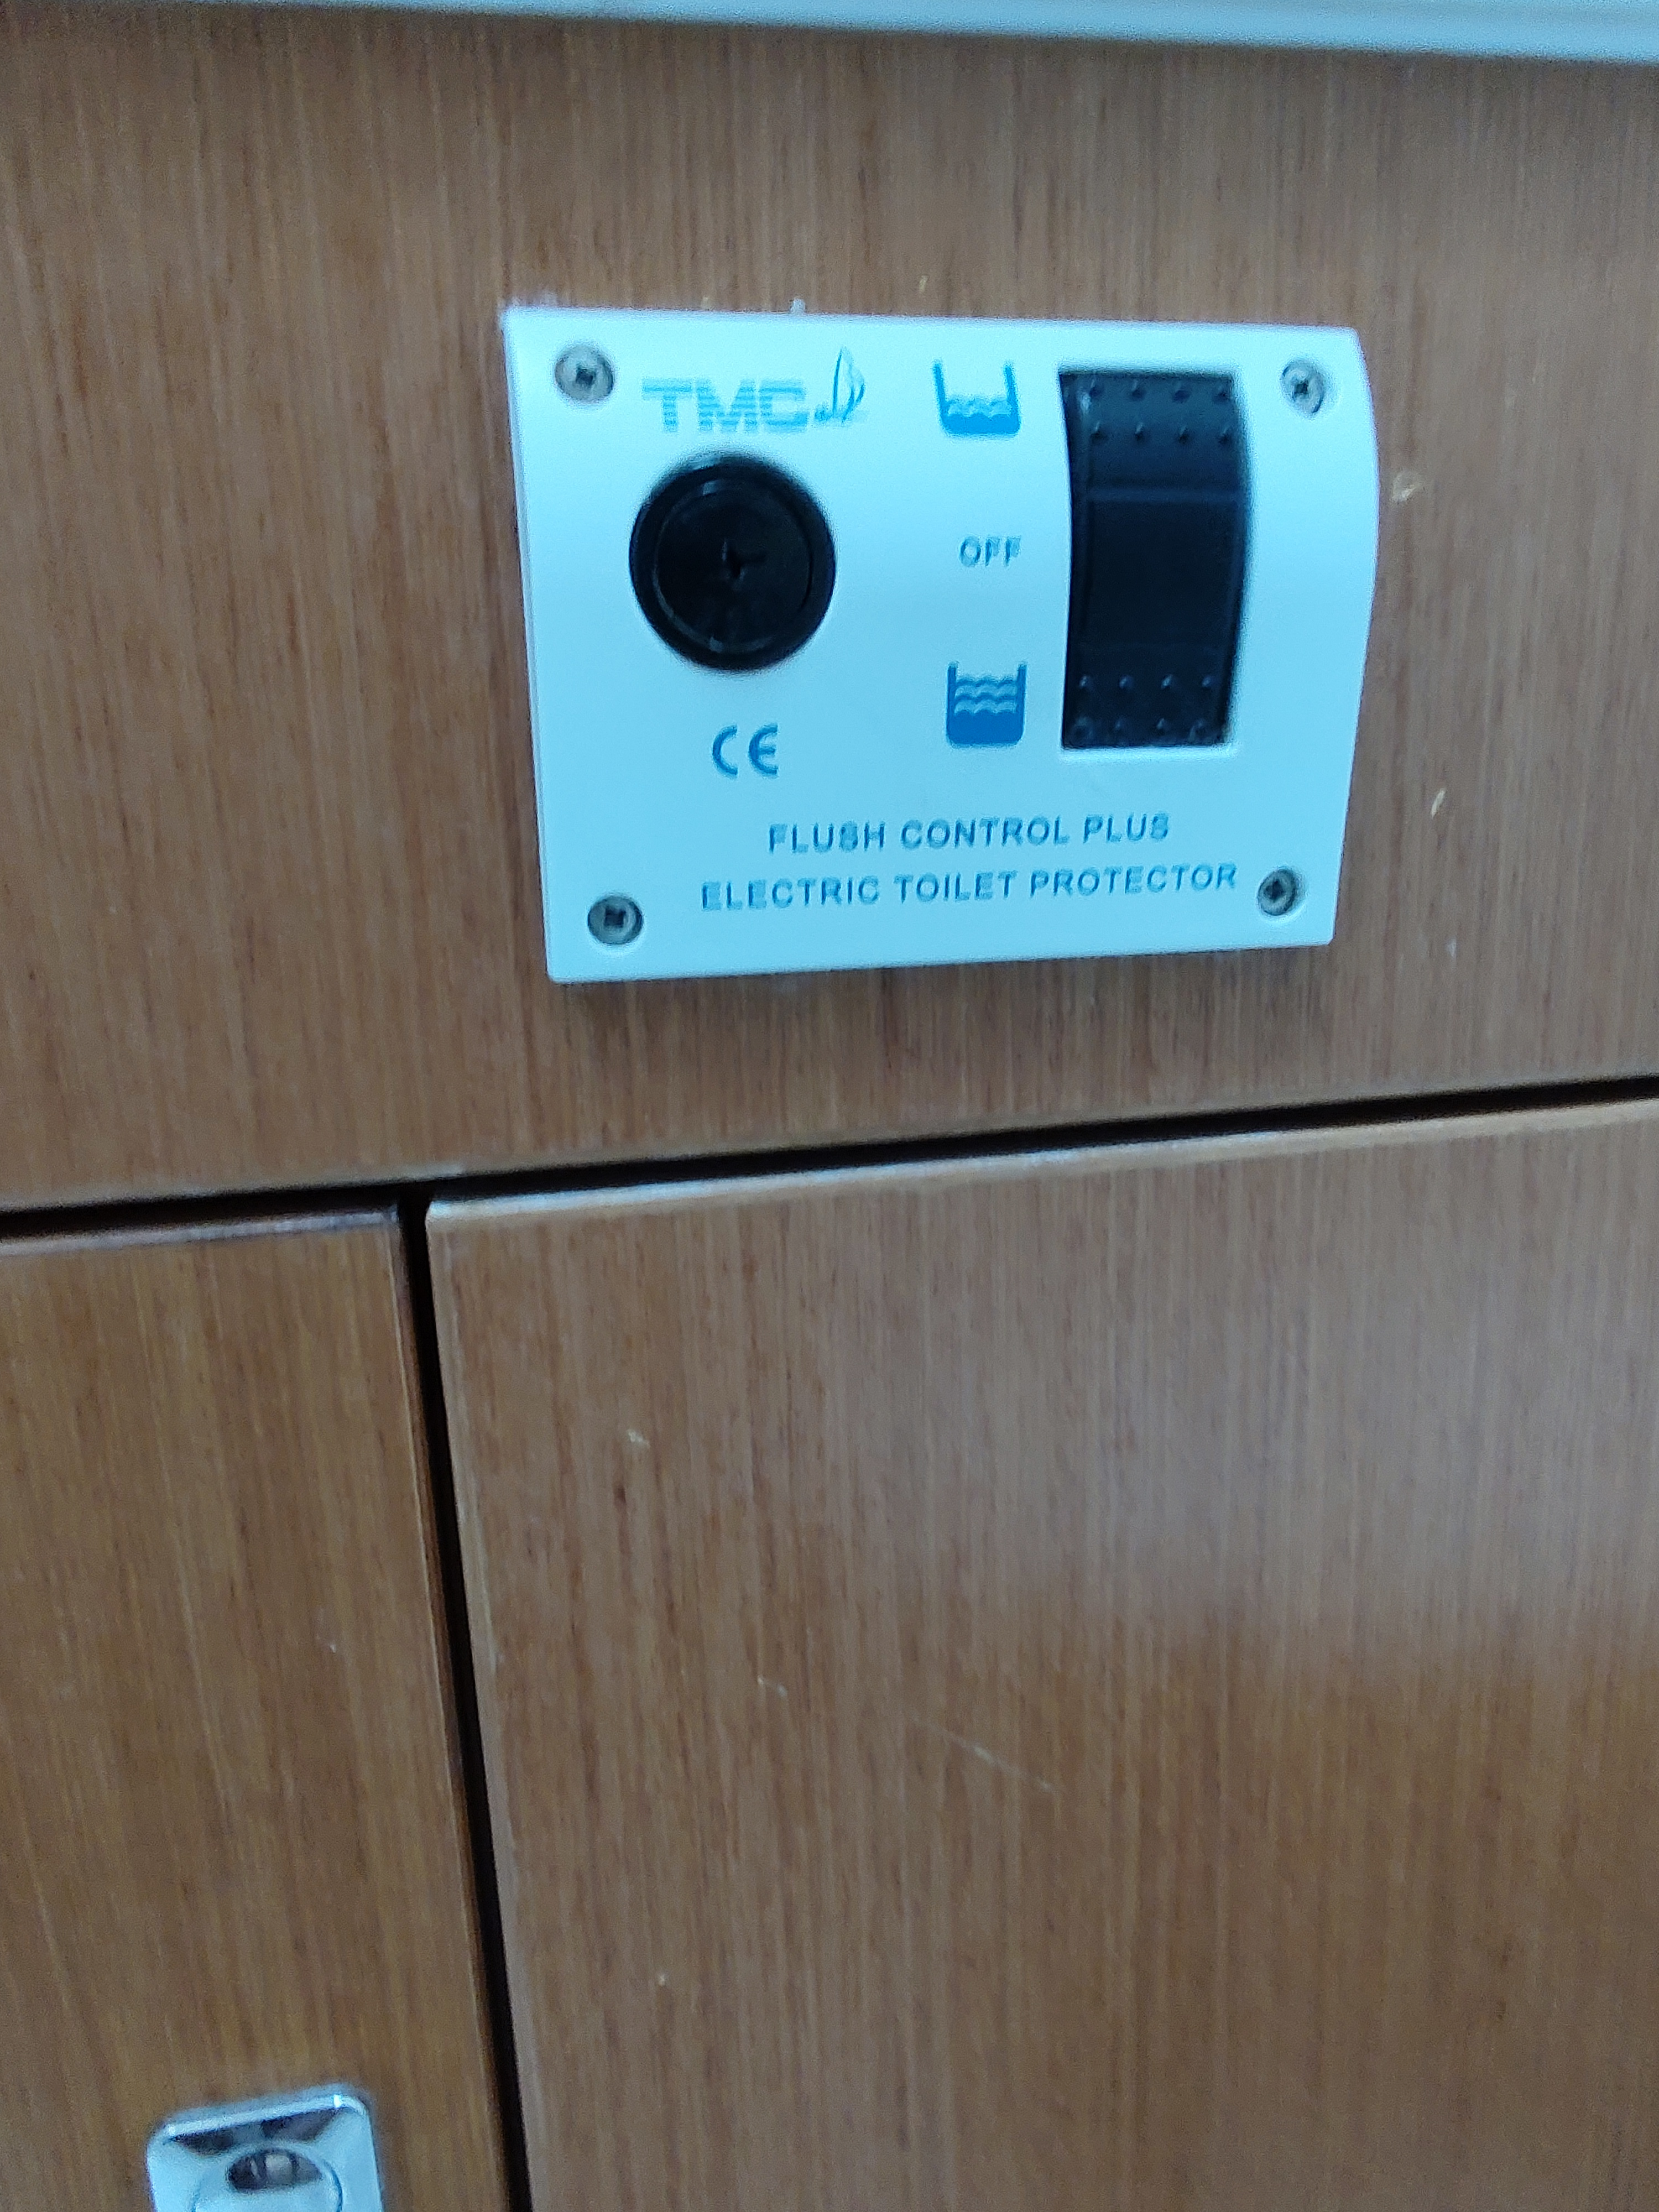 TMC
OFF
CE
FLUSH CONTROL PLUS
ELECTRIC TOILET PROTECTOR